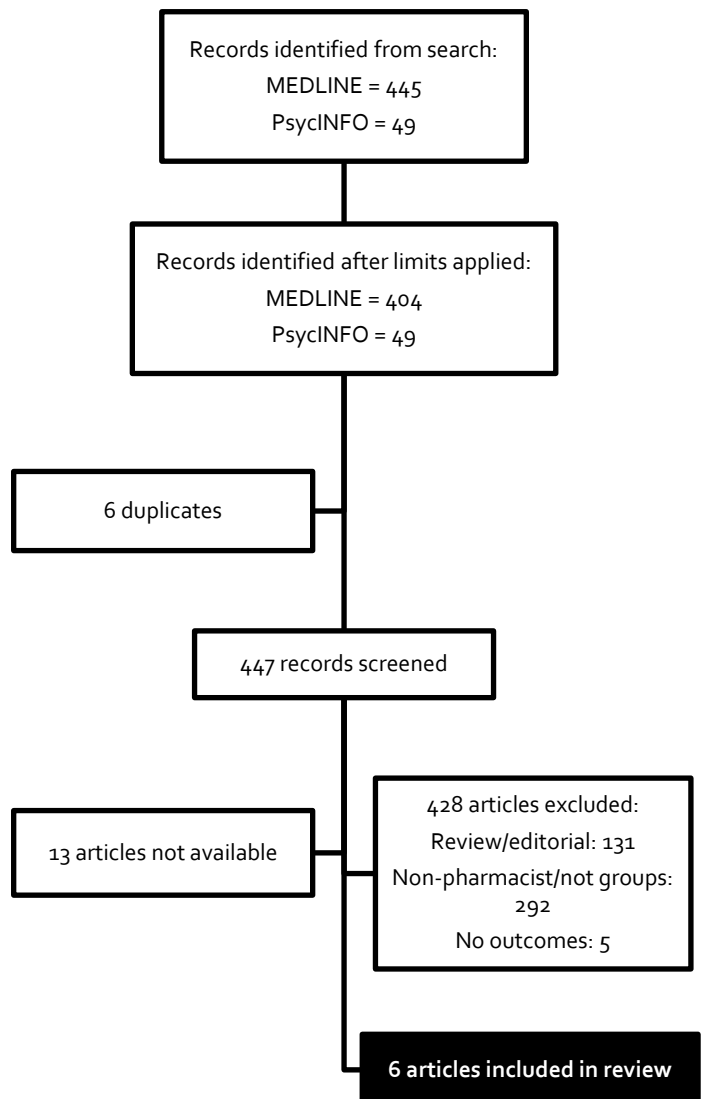 Records identified from search:
MEDLINE = 445
PsycINFO = 49
Records identified after limits applied:
MEDLINE = 404
PsycINFO = 49
6 duplicates
447 records screened
13 articles not available
428 articles excluded:
Review/editorial: 131
Non-pharmacist/not groups:
292
No outcomes: 5
6 articles included in review